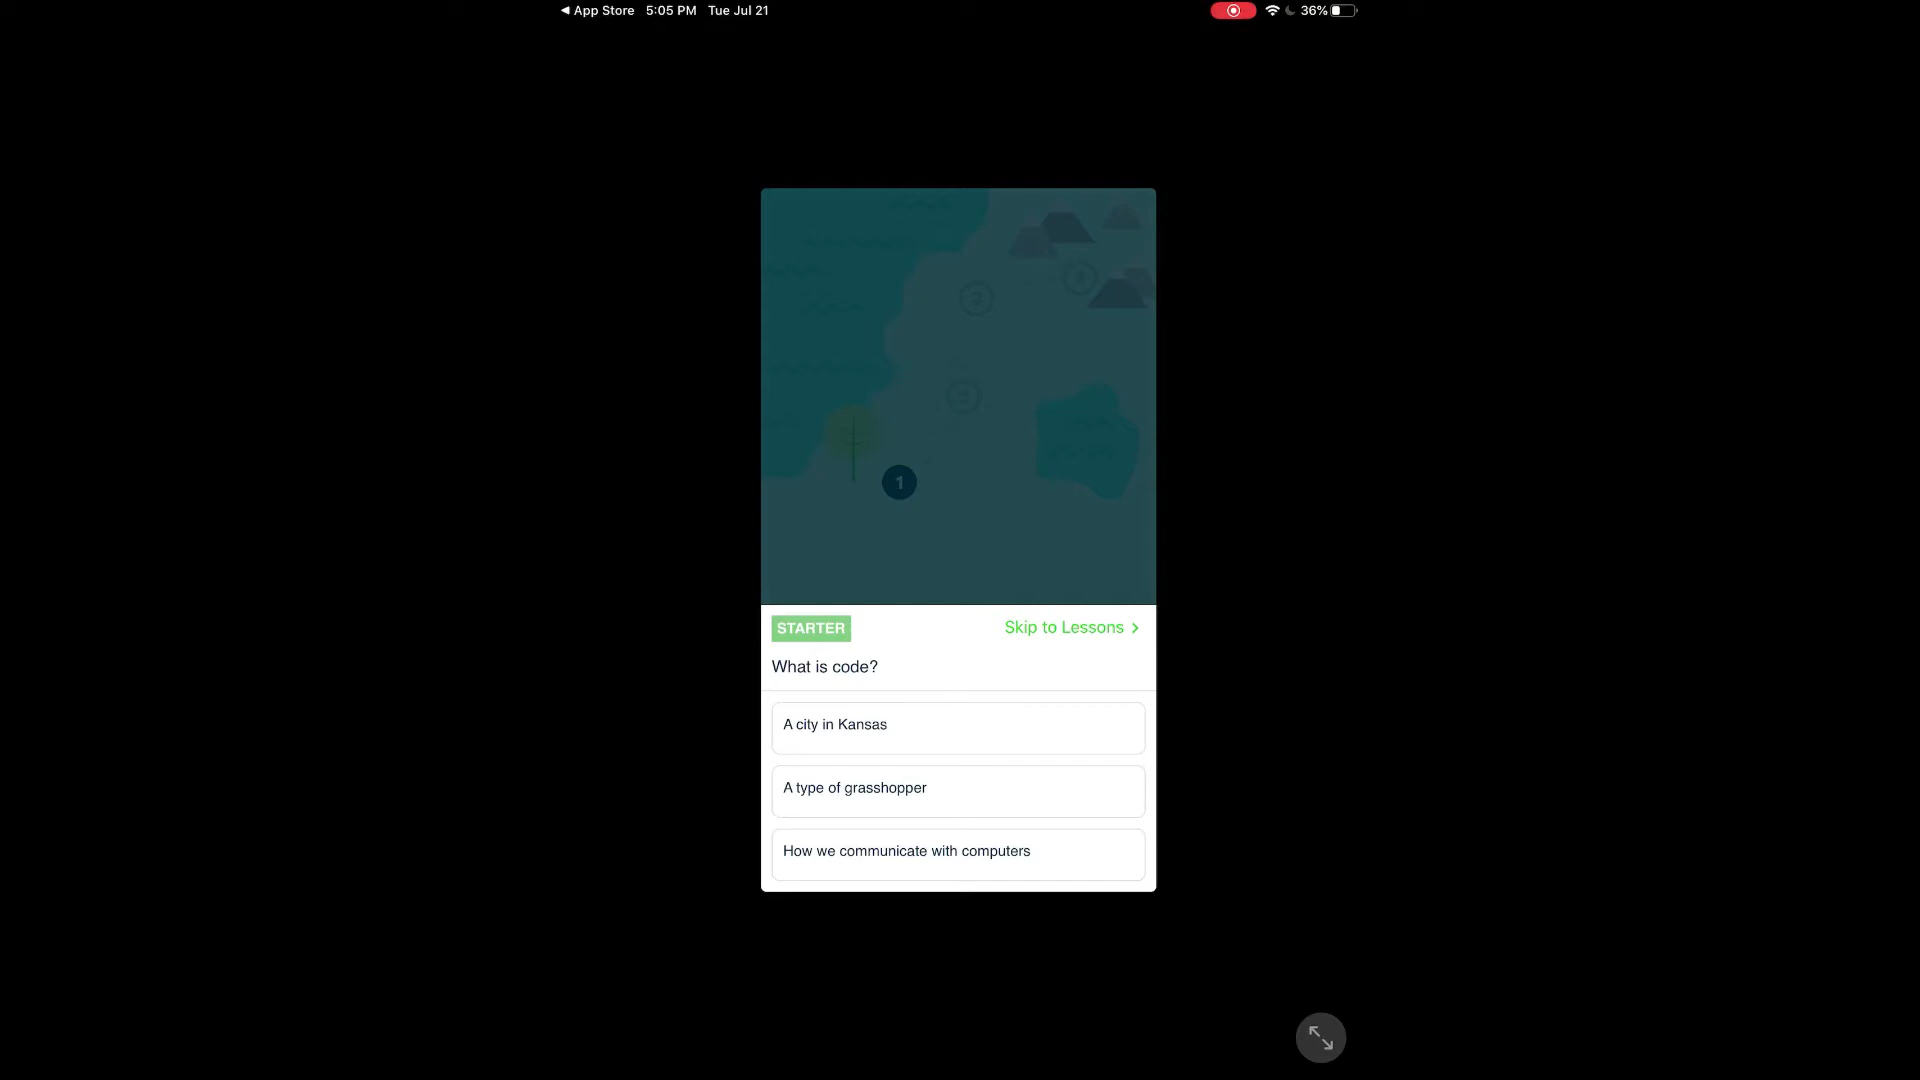 ◀ App Store 5:05 PM Tue Jul 21 36%
1
STARTER Skip to Lessons >
What is code?
A city in Kansas
A type of grasshopper
How we communicate with computers